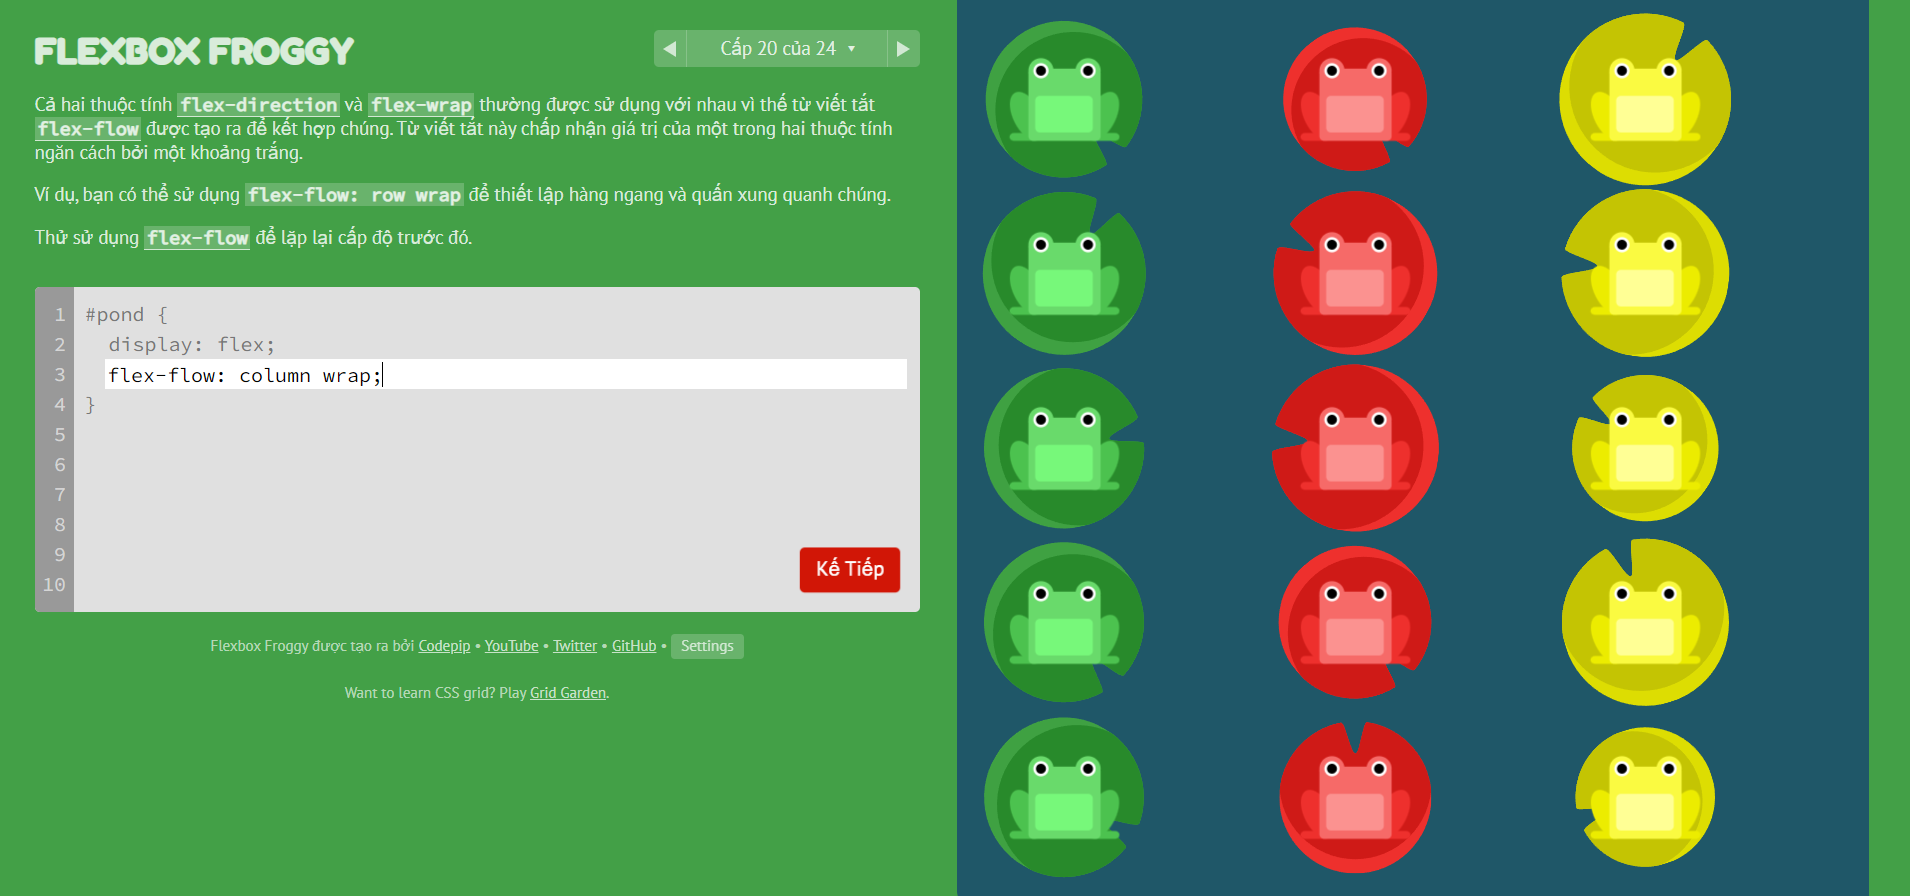 FLEXBOX FROGGY
Cấp 20 của 24
Cả hai thuộc tính flex-direction và flex-wrap thường được sử dụng với nhau vì thế từ viết tắt
flex-flow được tạo ra để kết hợp chúng. Từ viết tắt này chấp nhận giá trị của một trong hai thuộc tính
ngăn cách bởi một khoảng trắng.
Ví dụ, bạn có thể sử dụng flex-flow: row wrap để thiết lập hàng ngang và quấn xung quanh chúng.
Thử sử dụng flex-flow để lặp lại cấp độ trước đó.
1 #pond {
2 display: flex;
3 flex-flow: column wrap;
4 }
5
6
7
8
9
10
Kế Tiếp
Flexbox Froggy được tạo ra bởi Codepip • YouTube • Twitter • GitHub • Settings
Want to learn CSS grid? Play Grid Garden.